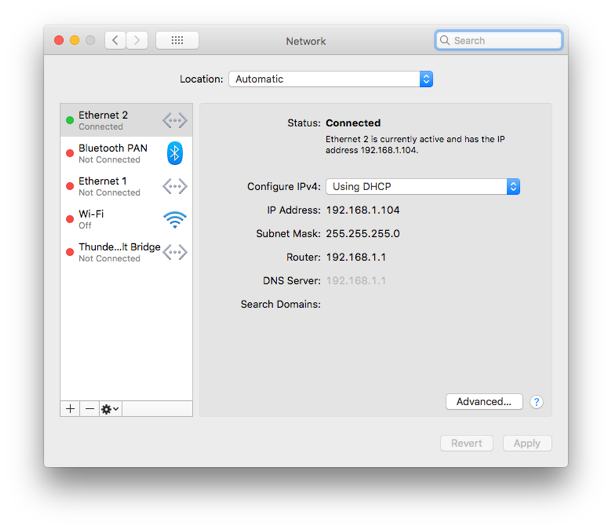 Network
Search
Location: Automatic
Ethernet 2
Connected
Bluetooth PAN
Not Connected
Ethernet 1
Not Connected
Wi-Fi
Off
Thunde...lt Bridge
Not Connected
Status: Connected
Ethernet 2 is currently active and has the IP
address 192.168.1.104.
Configure IPv4: Using DHCP
IP Address: 192.168.1.104
Subnet Mask: 255.255.255.0
Router: 192.168.1.1
DNS Server: 192.168.1.1
Search Domains:
Advanced...
?
Revert
Apply